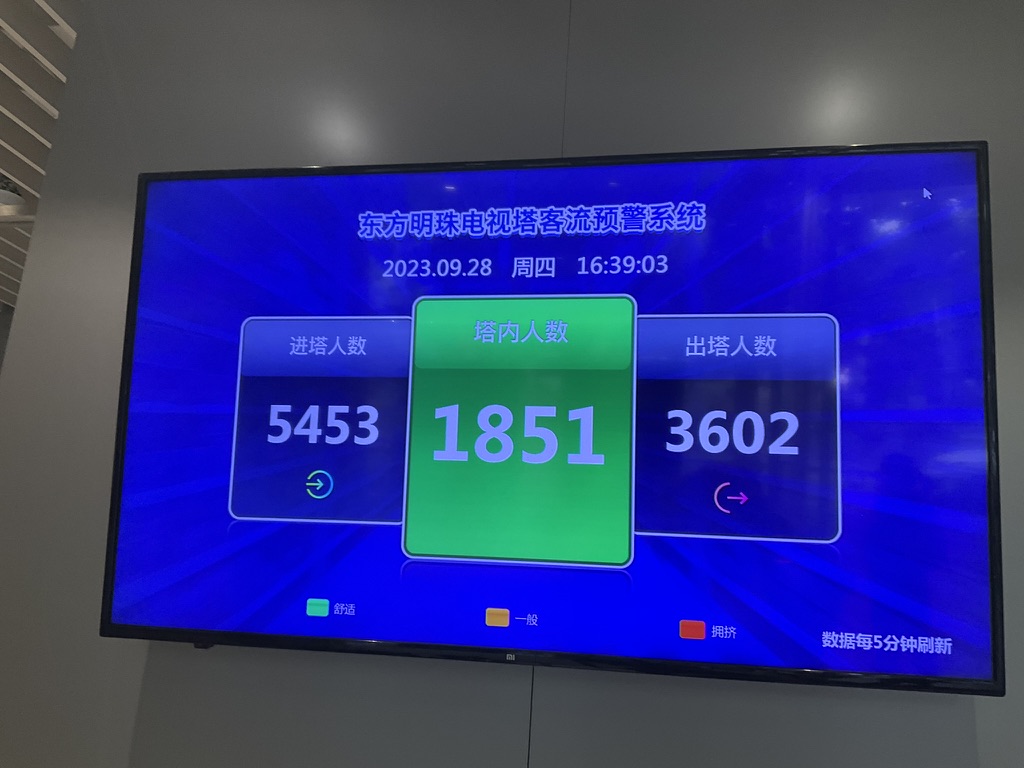 东方明珠电视塔客流预警系统
2023.09.28 周四 16:39:03
进塔人数
5453
塔内人数
1851
出塔人数
3602
舒适
一般
拥挤
数据每5分钟刷新
mi